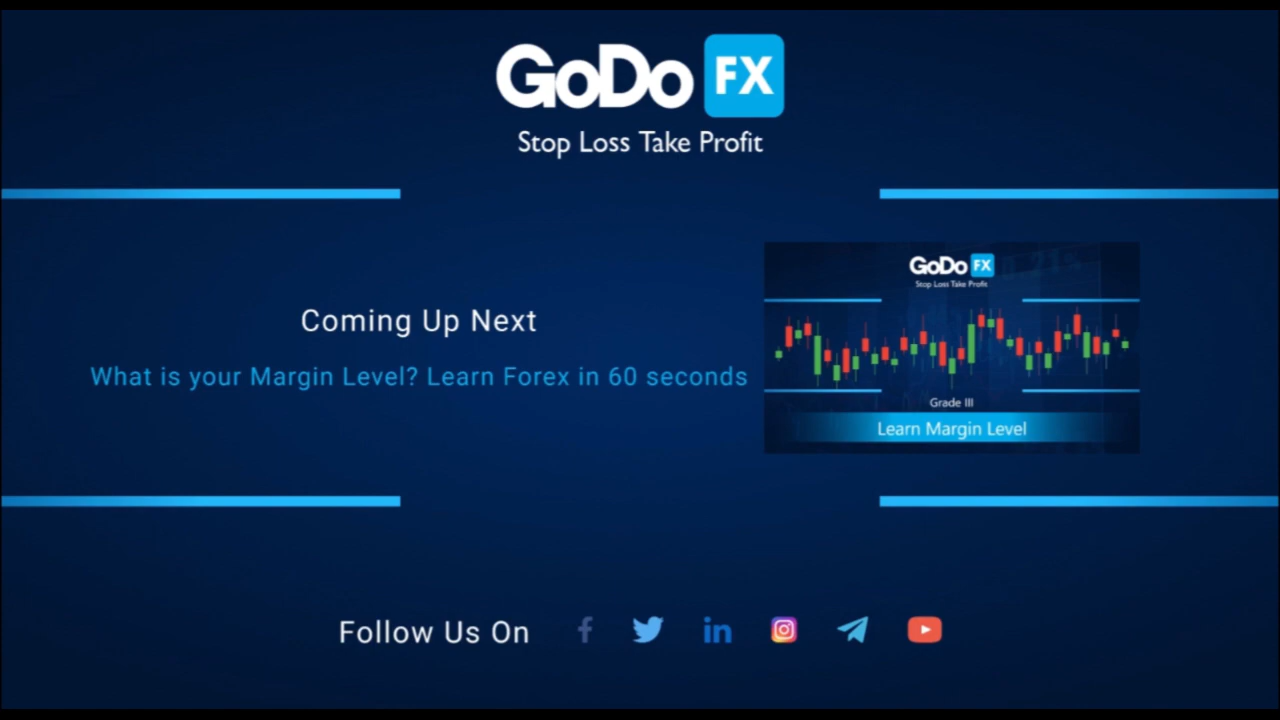 GoDo FX
Stop Loss Take Profit
Coming Up Next
What is your Margin Level? Learn Forex in 60 seconds
GoDo FX
Stop Loss Take Profit
Grade III
Learn Margin Level
Follow Us On